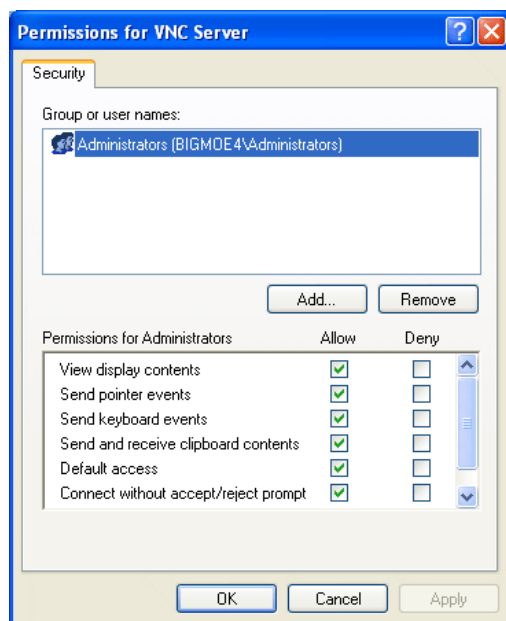 Permissions for VNC Server
Security
Group or user names:
Administrators (BIGMOE4\Administrators)
Add... Remove
Permissions for Administrators Allow Deny
View display contents
Send pointer events
Send keyboard events
Send and receive clipboard contents
Default access
Connect without accept/reject prompt
OK Cancel Apply